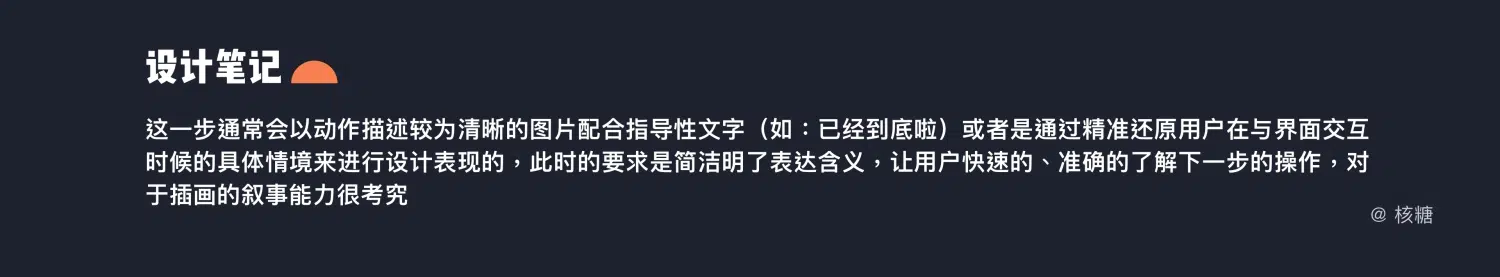 设计笔记
这一步通常会以动作描述较为清晰的图片配合指导性文字（如：已经到底啦）或者是通过精准还原用户在与界面交互
时候的具体情境来进行设计表现的，此时的要求是简洁明了表达含义，让用户快速的、准确的了解下一步的操作，对
于插画的叙事能力很考究
@ 核糖